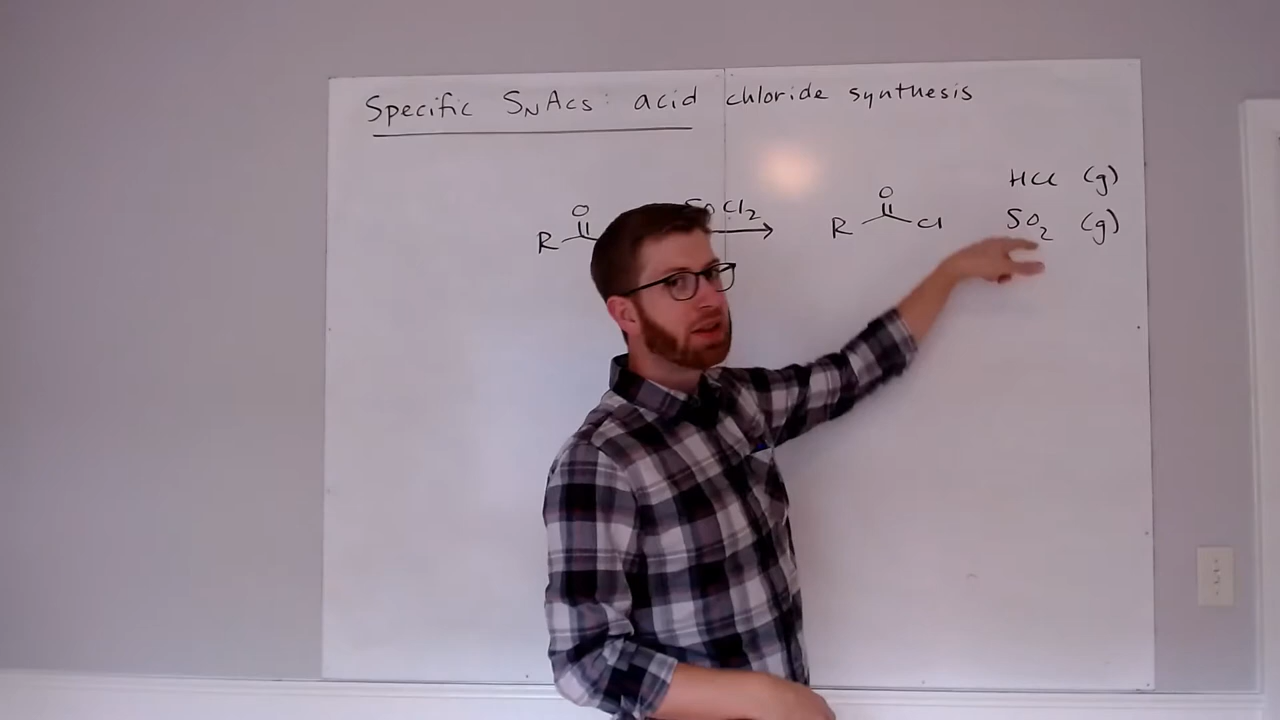 Specific SNAcs: acid chloride synthesis
HCl (g)
O SOCl2 O SO2 (g)
R R Cl